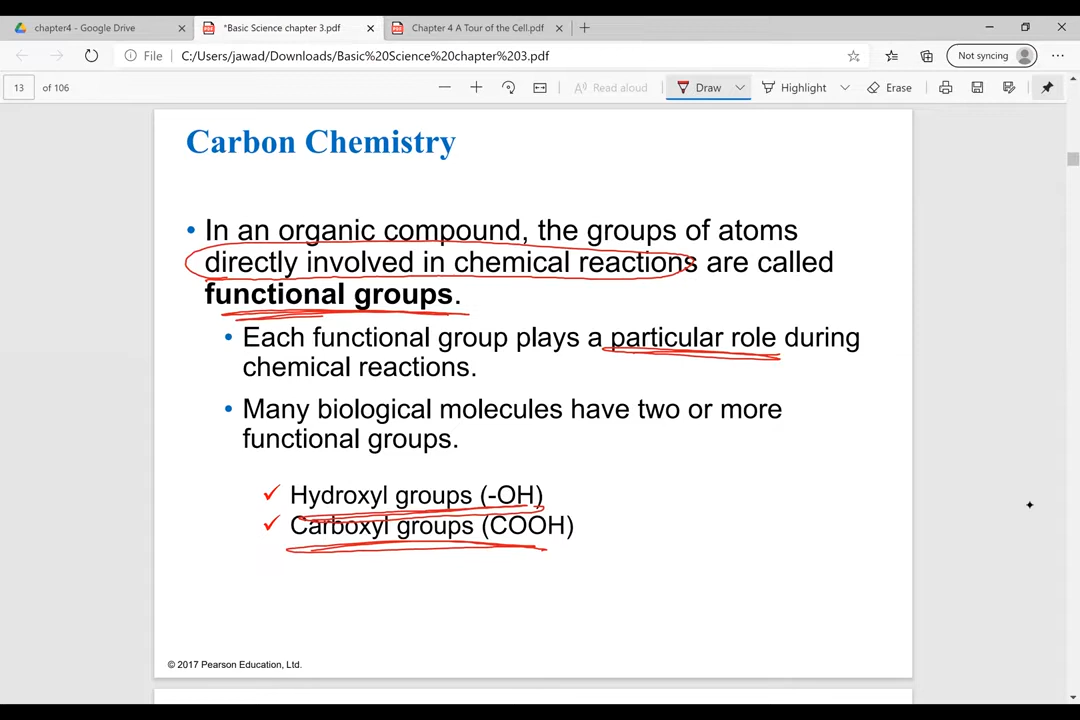 chapter4 - Google Drive
*Basic Science chapter 3.pdf
Chapter 4 A Tour of the Cell.pdf
File
C:/Users/jawad/Downloads/Basic%20Science%20chapter%203.pdf
Not syncing
13 of 106
Read aloud
Draw
Highlight
Erase
Carbon Chemistry
• In an organic compound, the groups of atoms
directly involved in chemical reactions are called
functional groups.
• Each functional group plays a particular role during
chemical reactions.
• Many biological molecules have two or more
functional groups.
✓ Hydroxyl groups (-OH)
✓ Carboxyl groups (COOH)
© 2017 Pearson Education, Ltd.